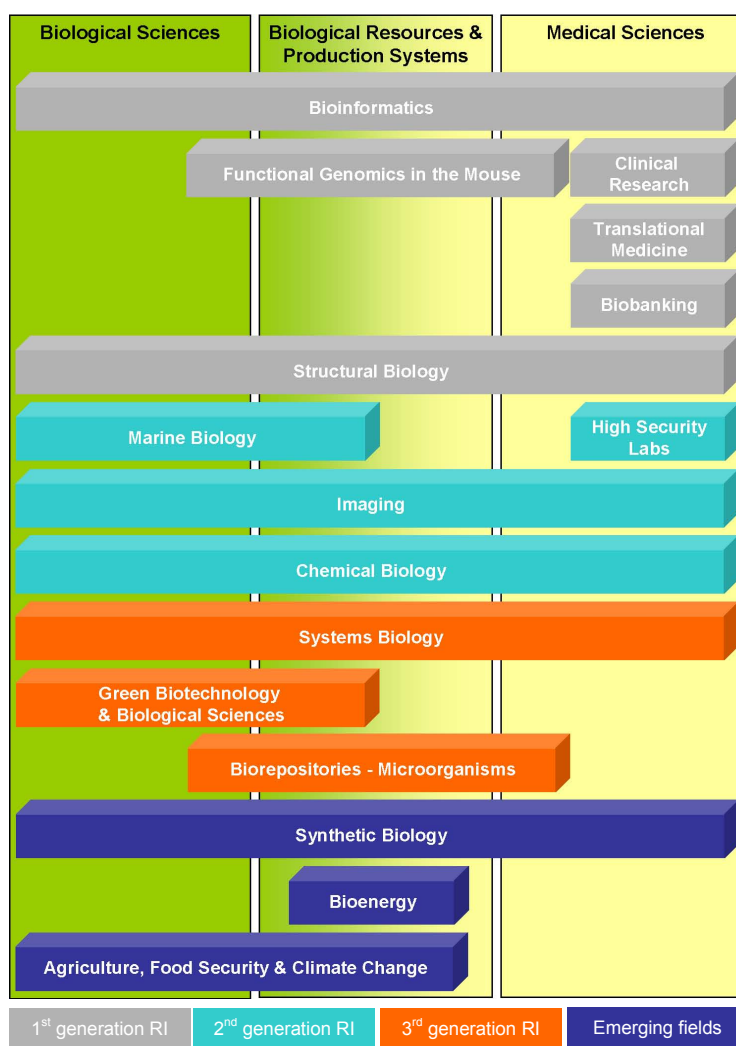 Biological Sciences
Biological Resources &
Production Systems
Medical Sciences
Bioinformatics
Functional Genomics in the Mouse
Clinical
Research
Translational
Medicine
Biobanking
Structural Biology
Marine Biology
High Security
Labs
Imaging
Chemical Biology
Systems Biology
Green Biotechnology
& Biological Sciences
Biorepositories - Microorganisms
Synthetic Biology
Bioenergy
Agriculture, Food Security & Climate Change
1st generation RI
2nd generation RI
3rd generation RI
Emerging fields